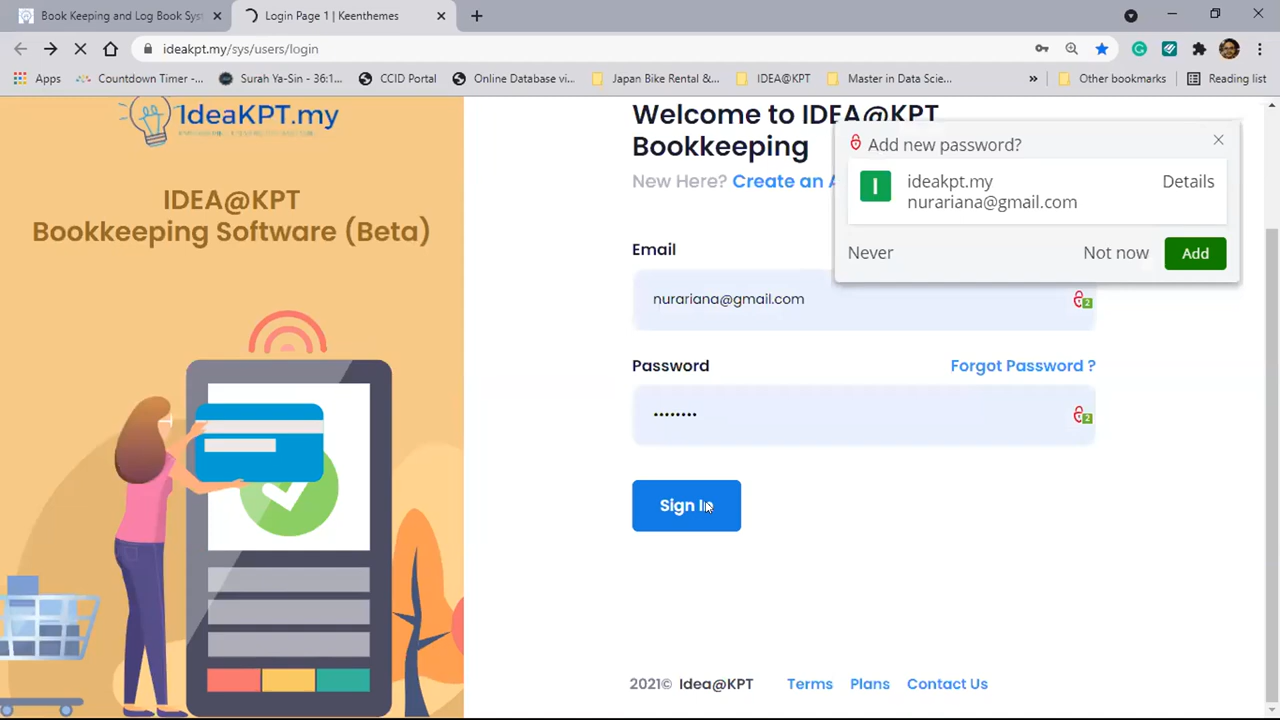 Book Keeping and Log Book Sys
Login Page 1 | Keenthemes
ideakpt.my/sys/users/login
Apps
Countdown Timer -...
Surah Ya-Sin - 36:1...
CCID Portal
Online Database vi...
Japan Bike Rental &...
IDEA@KPT
Master in Data Scie...
»
Other bookmarks
Reading list
IdeaKPT.my
IDEA@KPT
Bookkeeping Software (Beta)
Welcome to IDEA@KPT
Bookkeeping
New Here? Create an A
Add new password?
I
ideakpt.my
Details
nurariana@gmail.com
Never
Not now
Add
Email
nurariana@gmail.com
2
Password
Forgot Password ?
••••••••
2
Sign In
2021© Idea@KPT
Terms
Plans
Contact Us